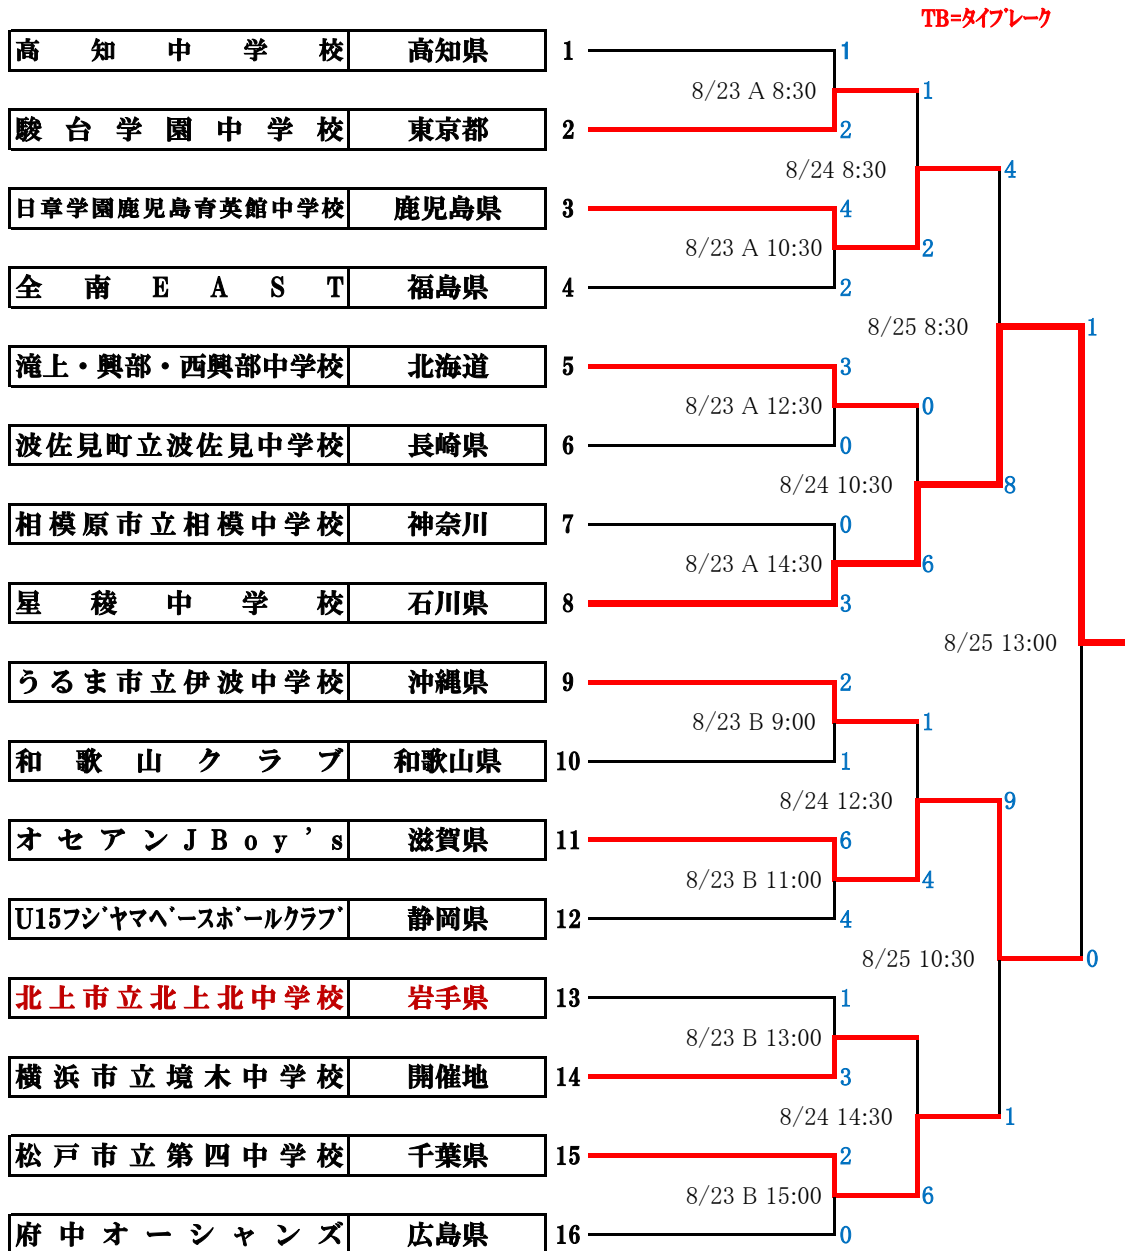 TB=タイブレーク
高知中学校 高知県 1 1
8/23 A 8:30 1
駿台学園中学校 東京都 2 2
8/24 8:30 4
日章学園鹿児島育英館中学校 鹿児島県 3 4
8/23 A 10:30 2
全南EAST 福島県 4 2
8/25 8:30 1
滝上・興部・西興部中学校 北海道 5 3
8/23 A 12:30 0
波佐見町立波佐見中学校 長崎県 6 0
8/24 10:30 8
相模原市立相模中学校 神奈川 7 0
8/23 A 14:30 6
星稜中学校 石川県 8 3
8/25 13:00
うるま市立伊波中学校 沖縄県 9 2
8/23 B 9:00 1
和歌山クラブ 和歌山県 10 1
8/24 12:30 9
オセアンJBoy's 滋賀県 11 6
8/23 B 11:00 4
U15フジヤマベースボールクラブ 静岡県 12 4
8/25 10:30 0
北上市立北上北中学校 岩手県 13 1
8/23 B 13:00
横浜市立境木中学校 開催地 14 3
8/24 14:30 1
松戸市立第四中学校 千葉県 15 2
8/23 B 15:00 6
府中オーシャンズ 広島県 16 0